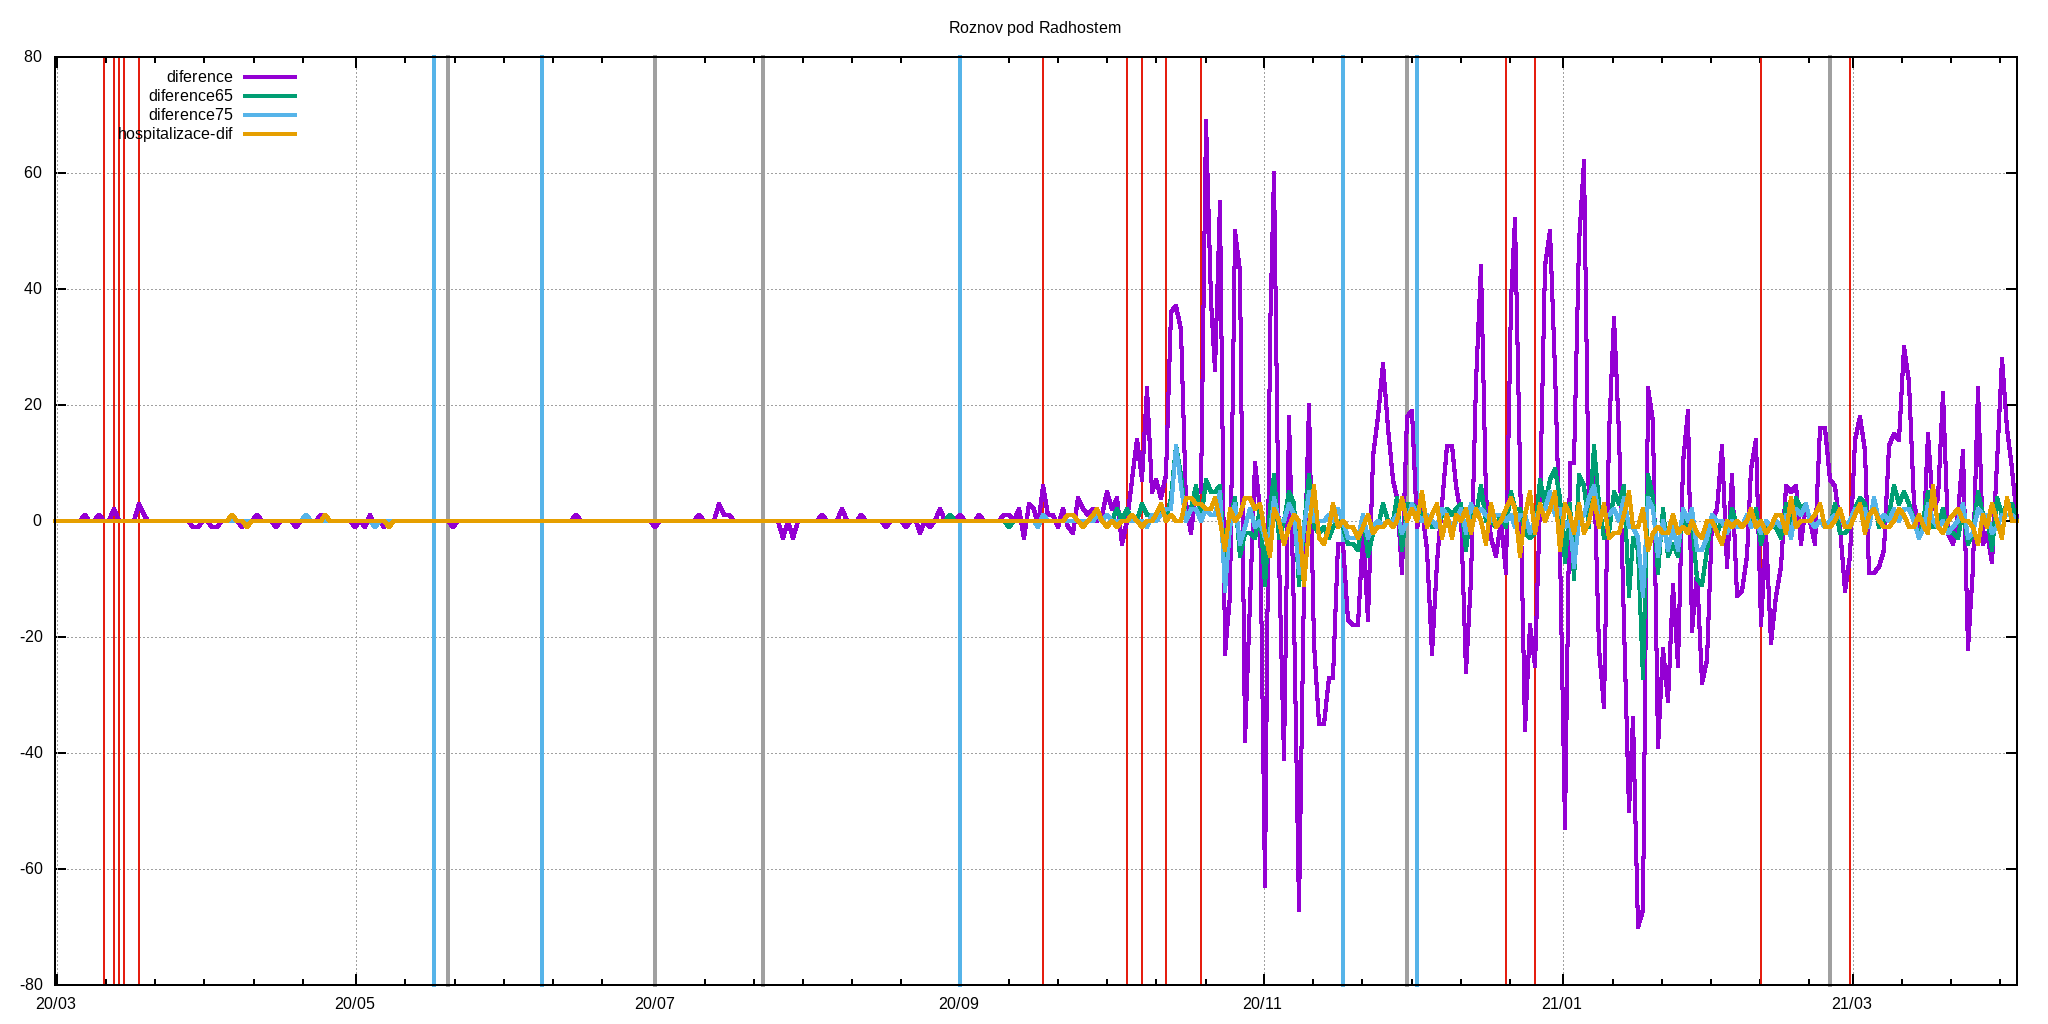 Roznov pod Radhostem
80
diference
diference65
diference75
hospitalizace-dif
60
40
20
0
-20
-40
-60
-80
20/03 20/05 20/07 20/09 20/11 21/01 21/03